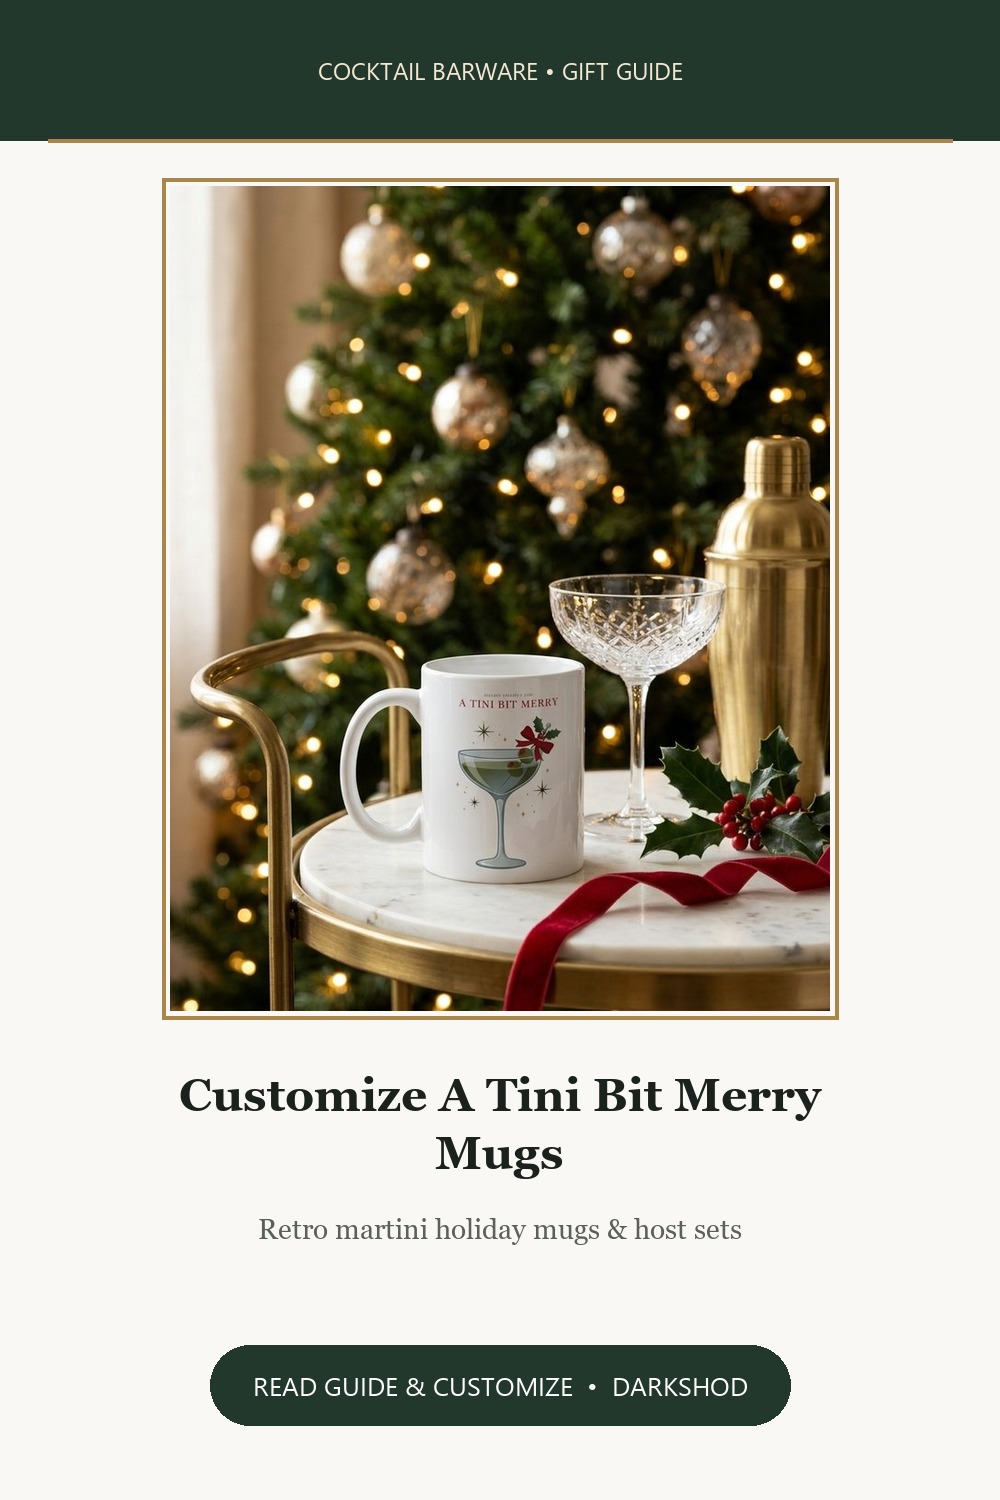 COCKTAIL BARWARE • GIFT GUIDE
A TINI BIT MERRY
Customize A Tini Bit Merry
Mugs
Retro martini holiday mugs & host sets
READ GUIDE & CUSTOMIZE • DARKSHOD